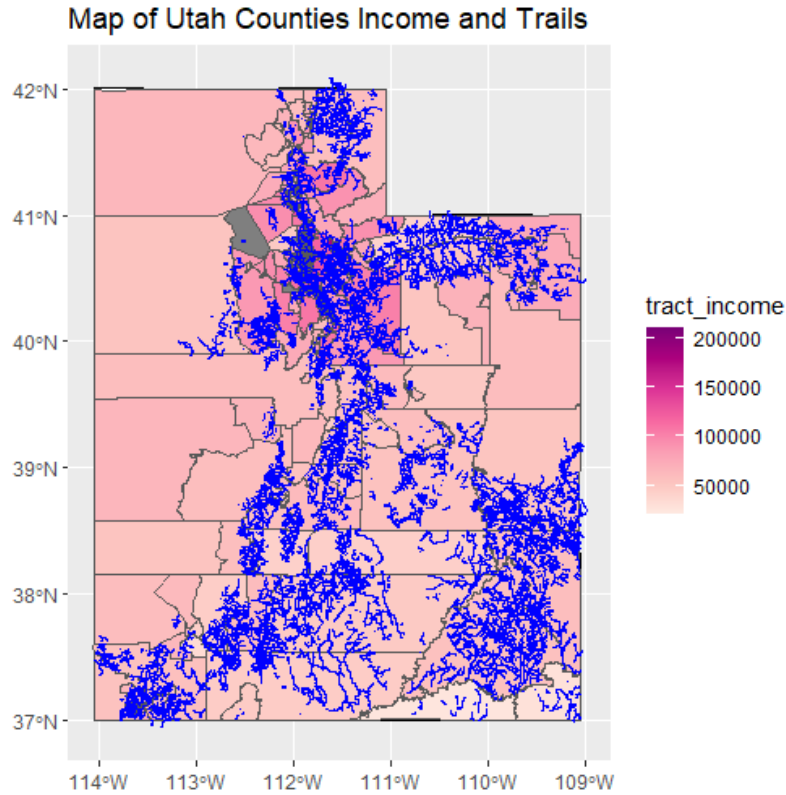 Map of Utah Counties Income and Trails
42°N
41°N
40°N
39°N
38°N
37°N
114°W 113°W 112°W 111°W 110°W 109°W
tract_income
200000
150000
100000
50000